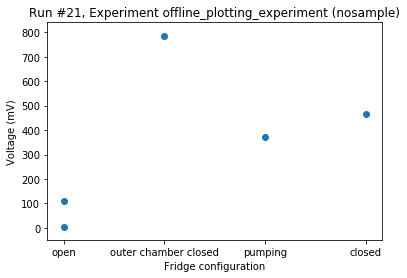 Run #21, Experiment offline_plotting_experiment (nosample)
800
700
600
500
400
300
200
100
0
Voltage (mV)
open
outer chamber closed
pumping
closed
Fridge configuration